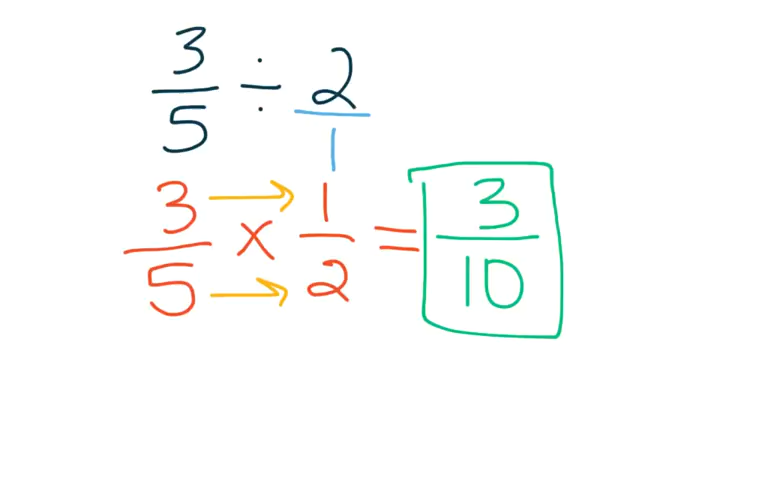 3/5 ÷ 2/1
3/5 × 1/2 = 3/10